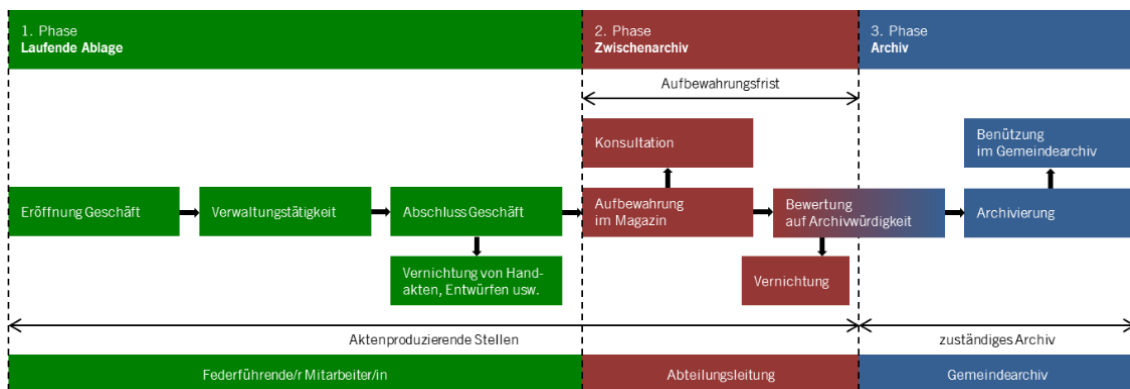 1. Phase
Laufende Ablage
2. Phase
Zwischenarchiv
3. Phase
Archiv
Aufbewahrungsfrist
Konsultation
Benützung
im Gemeindearchiv
Eröffnung Geschäft
Verwaltungstätigkeit
Abschluss Geschäft
Aufbewahrung
im Magazin
Bewertung
auf Archivwürdigkeit
Archivierung
Vernichtung von Hand-
akten, Entwürfen usw.
Vernichtung
Aktenproduzierende Stellen
zuständiges Archiv
Federführende/r Mitarbeiter/in
Abteilungsleitung
Gemeindearchiv